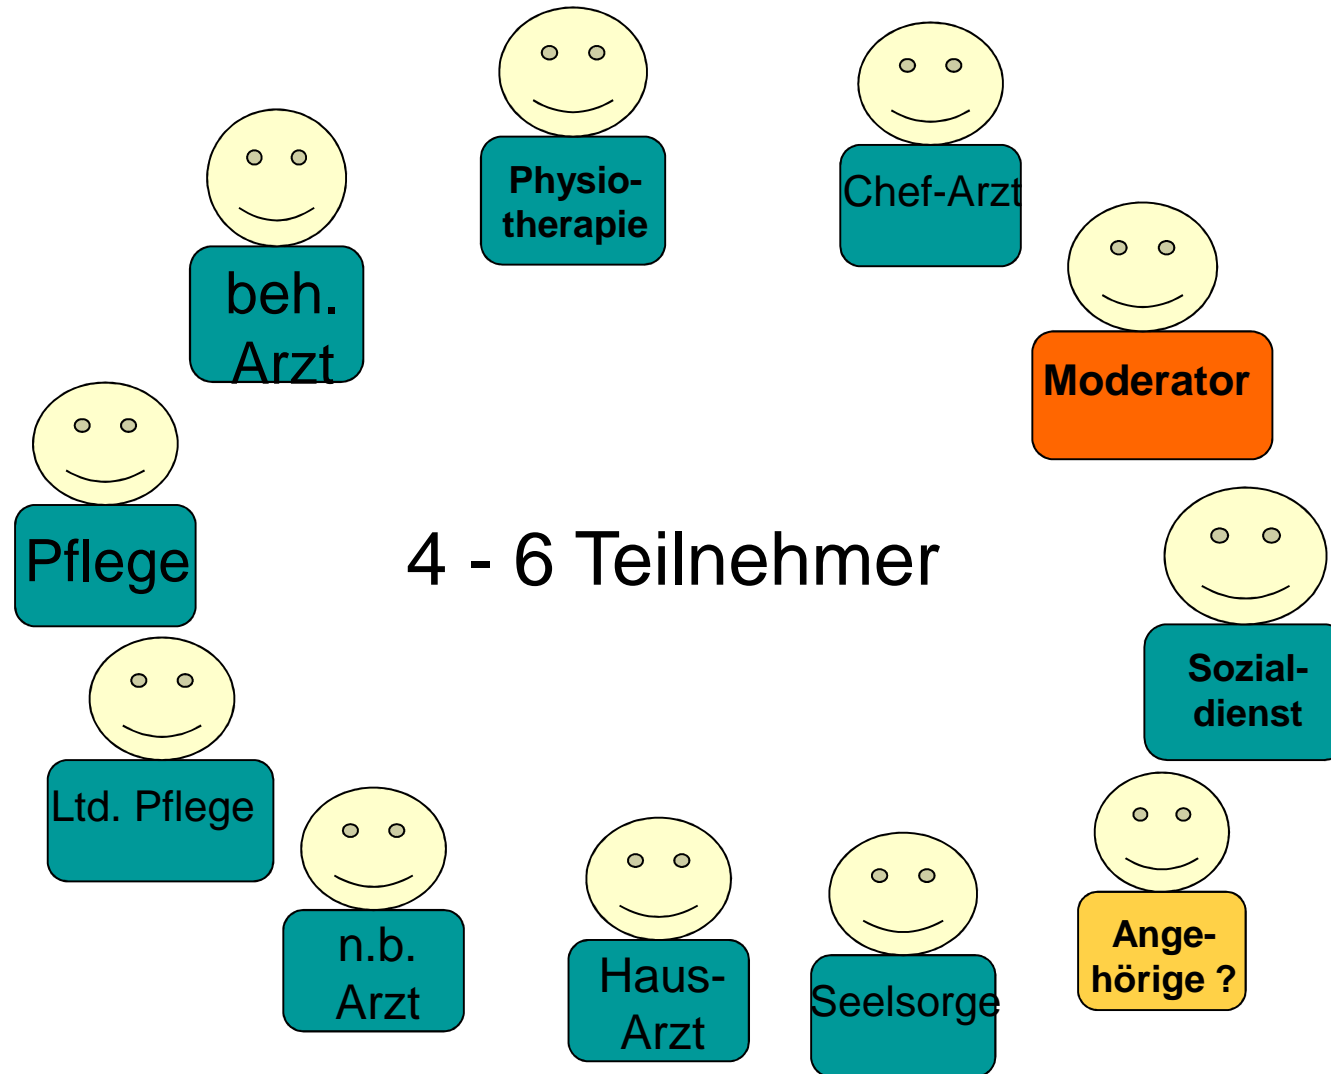 Physio-
therapie
Chef-Arzt
beh.
Arzt
Moderator
Pflege
4 - 6 Teilnehmer
Sozial-
dienst
Ltd. Pflege
n.b.
Arzt
Haus-
Arzt
Seelsorge
Ange-
hörige ?